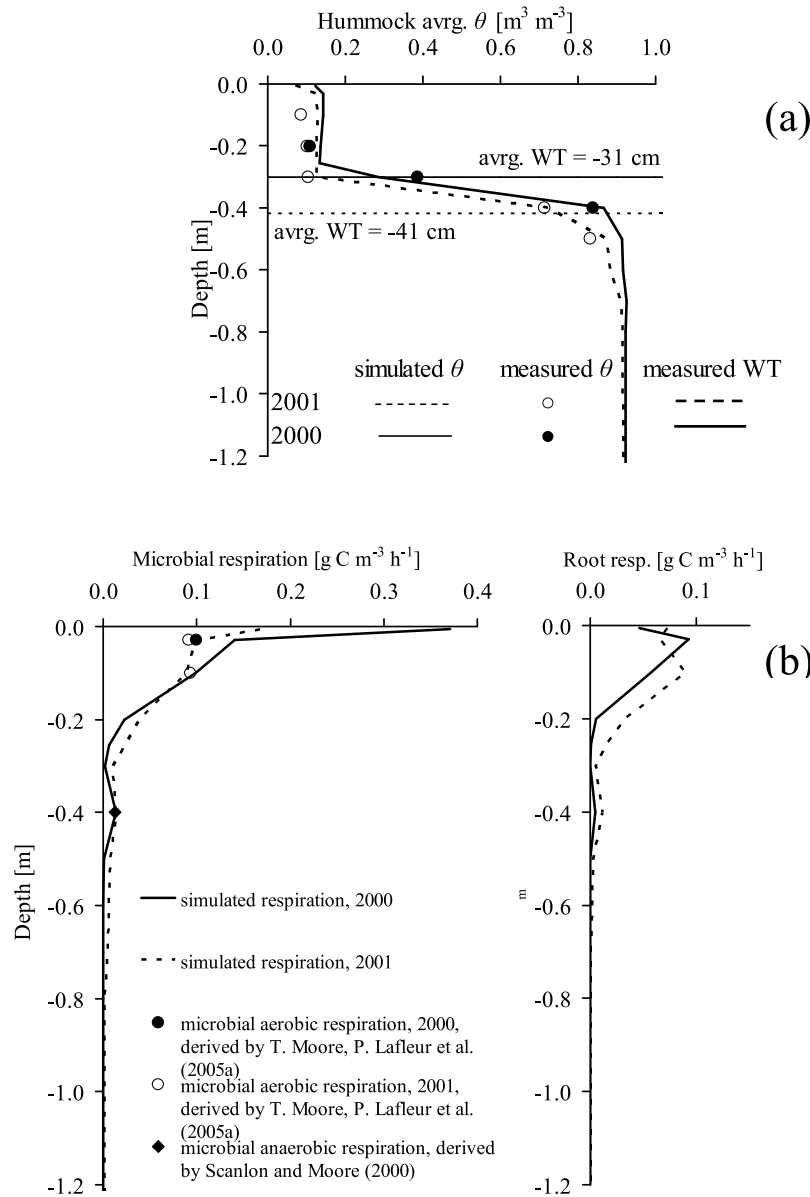 Hummock avrg. θ [m³ m⁻³]
0.0 0.2 0.4 0.6 0.8 1.0
0.0
(a)
-0.2
avrg. WT = -31 cm
-0.4
avrg. WT = -41 cm
-0.6
Depth [m]
-0.8
simulated θ measured θ measured WT
-1.0
2001
2000
-1.2
Microbial respiration [g C m⁻³ h⁻¹]
0.0 0.1 0.2 0.3 0.4
0.0
-0.2
-0.4
-0.6
-0.8
-1.0
-1.2
Depth [m]
simulated respiration, 2000
simulated respiration, 2001
microbial aerobic respiration, 2000,
derived by T. Moore, P. Lafleur et al.
(2005a)
microbial aerobic respiration, 2001,
derived by T. Moore, P. Lafleur et al.
(2005a)
microbial anaerobic respiration, derived
by Scanlon and Moore (2000)
Root resp. [g C m⁻³ h⁻¹]
0.0 0.1
0.0
(b)
-0.2
-0.4
m
-0.6
-0.8
-1.0
-1.2